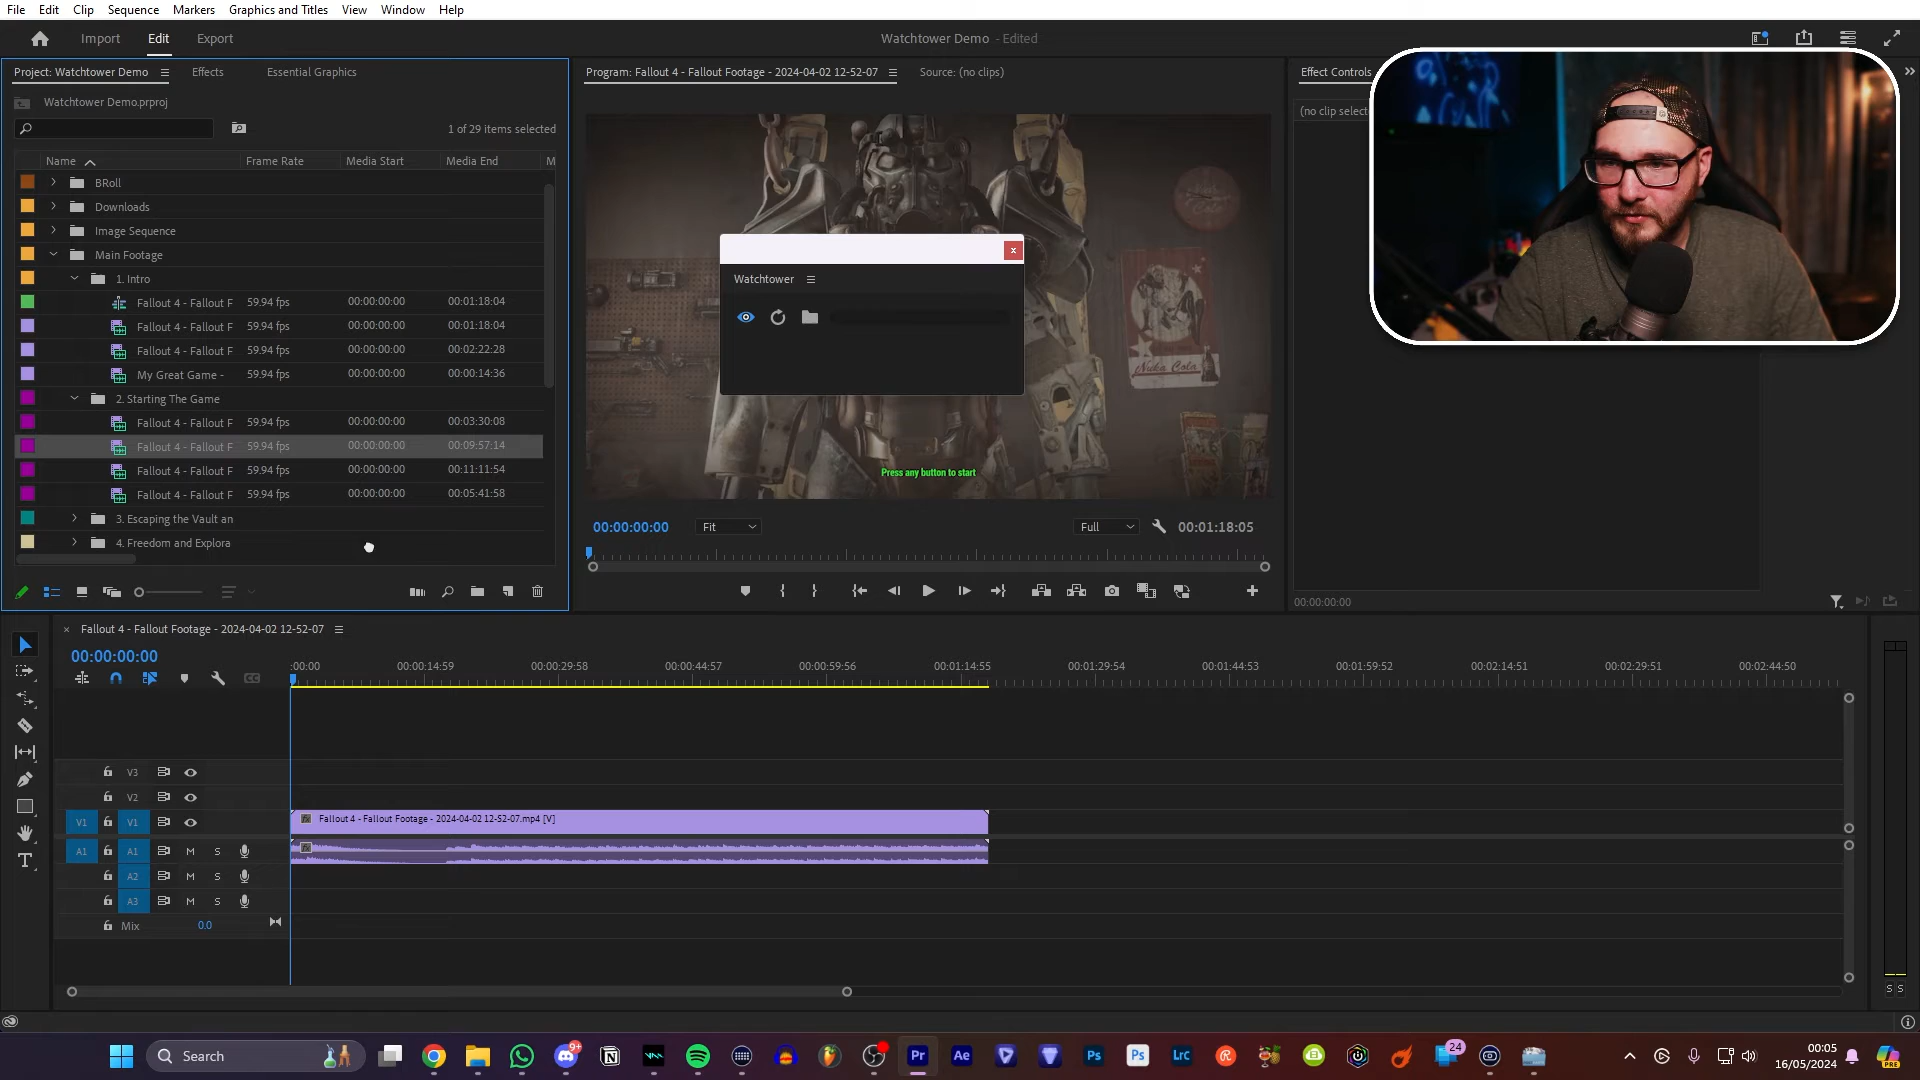 File Edit Clip Sequence Markers Graphics and Titles View Window Help
Import Edit Export
Watchtower Demo - Edited
Project: Watchtower Demo Effects Essential Graphics
Program: Fallout 4 - Fallout Footage - 2024-04-02 12-52-07 Source: (no clips)
Effect Controls
Watchtower Demo.prproj
(no clip select
1 of 29 items selected
Name Frame Rate Media Start Media End M
BRoll
Downloads
Image Sequence
Main Footage
1. Intro
Fallout 4 - Fallout F 59.94 fps 00:00:00:00 00:01:18:04
Fallout 4 - Fallout F 59.94 fps 00:00:00:00 00:01:18:04
Fallout 4 - Fallout F 59.94 fps 00:00:00:00 00:02:22:28
My Great Game - 59.94 fps 00:00:00:00 00:00:14:36
2. Starting The Game
Fallout 4 - Fallout F 59.94 fps 00:00:00:00 00:03:30:08
Fallout 4 - Fallout F 59.94 fps 00:00:00:00 00:09:57:14
Fallout 4 - Fallout F 59.94 fps 00:00:00:00 00:11:11:54
Fallout 4 - Fallout F 59.94 fps 00:00:00:00 00:05:41:58
3. Escaping the Vault an
4. Freedom and Explora
x
Watchtower
Nuka Cola
Press any button to start
00:00:00:00 Fit Full 00:01:18:05
00:00:00:00
Fallout 4 - Fallout Footage - 2024-04-02 12-52-07
00:00:00:00
:00:00 00:00:14:59 00:00:29:58 00:00:44:57 00:00:59:56 00:01:14:55 00:01:29:54 00:01:44:53 00:01:59:52 00:02:14:51 00:02:29:51 00:02:44:50
CC
V3
V2
V1 V1
fx Fallout 4 - Fallout Footage - 2024-04-02 12-52-07.mp4 [V]
A1 A1 M S
fx
A2 M S
A3 M S
Mix 0.0
S S
Search
9+
Pr Ae Ps Ps Lrc
24
00:05
16/05/2024
PRE